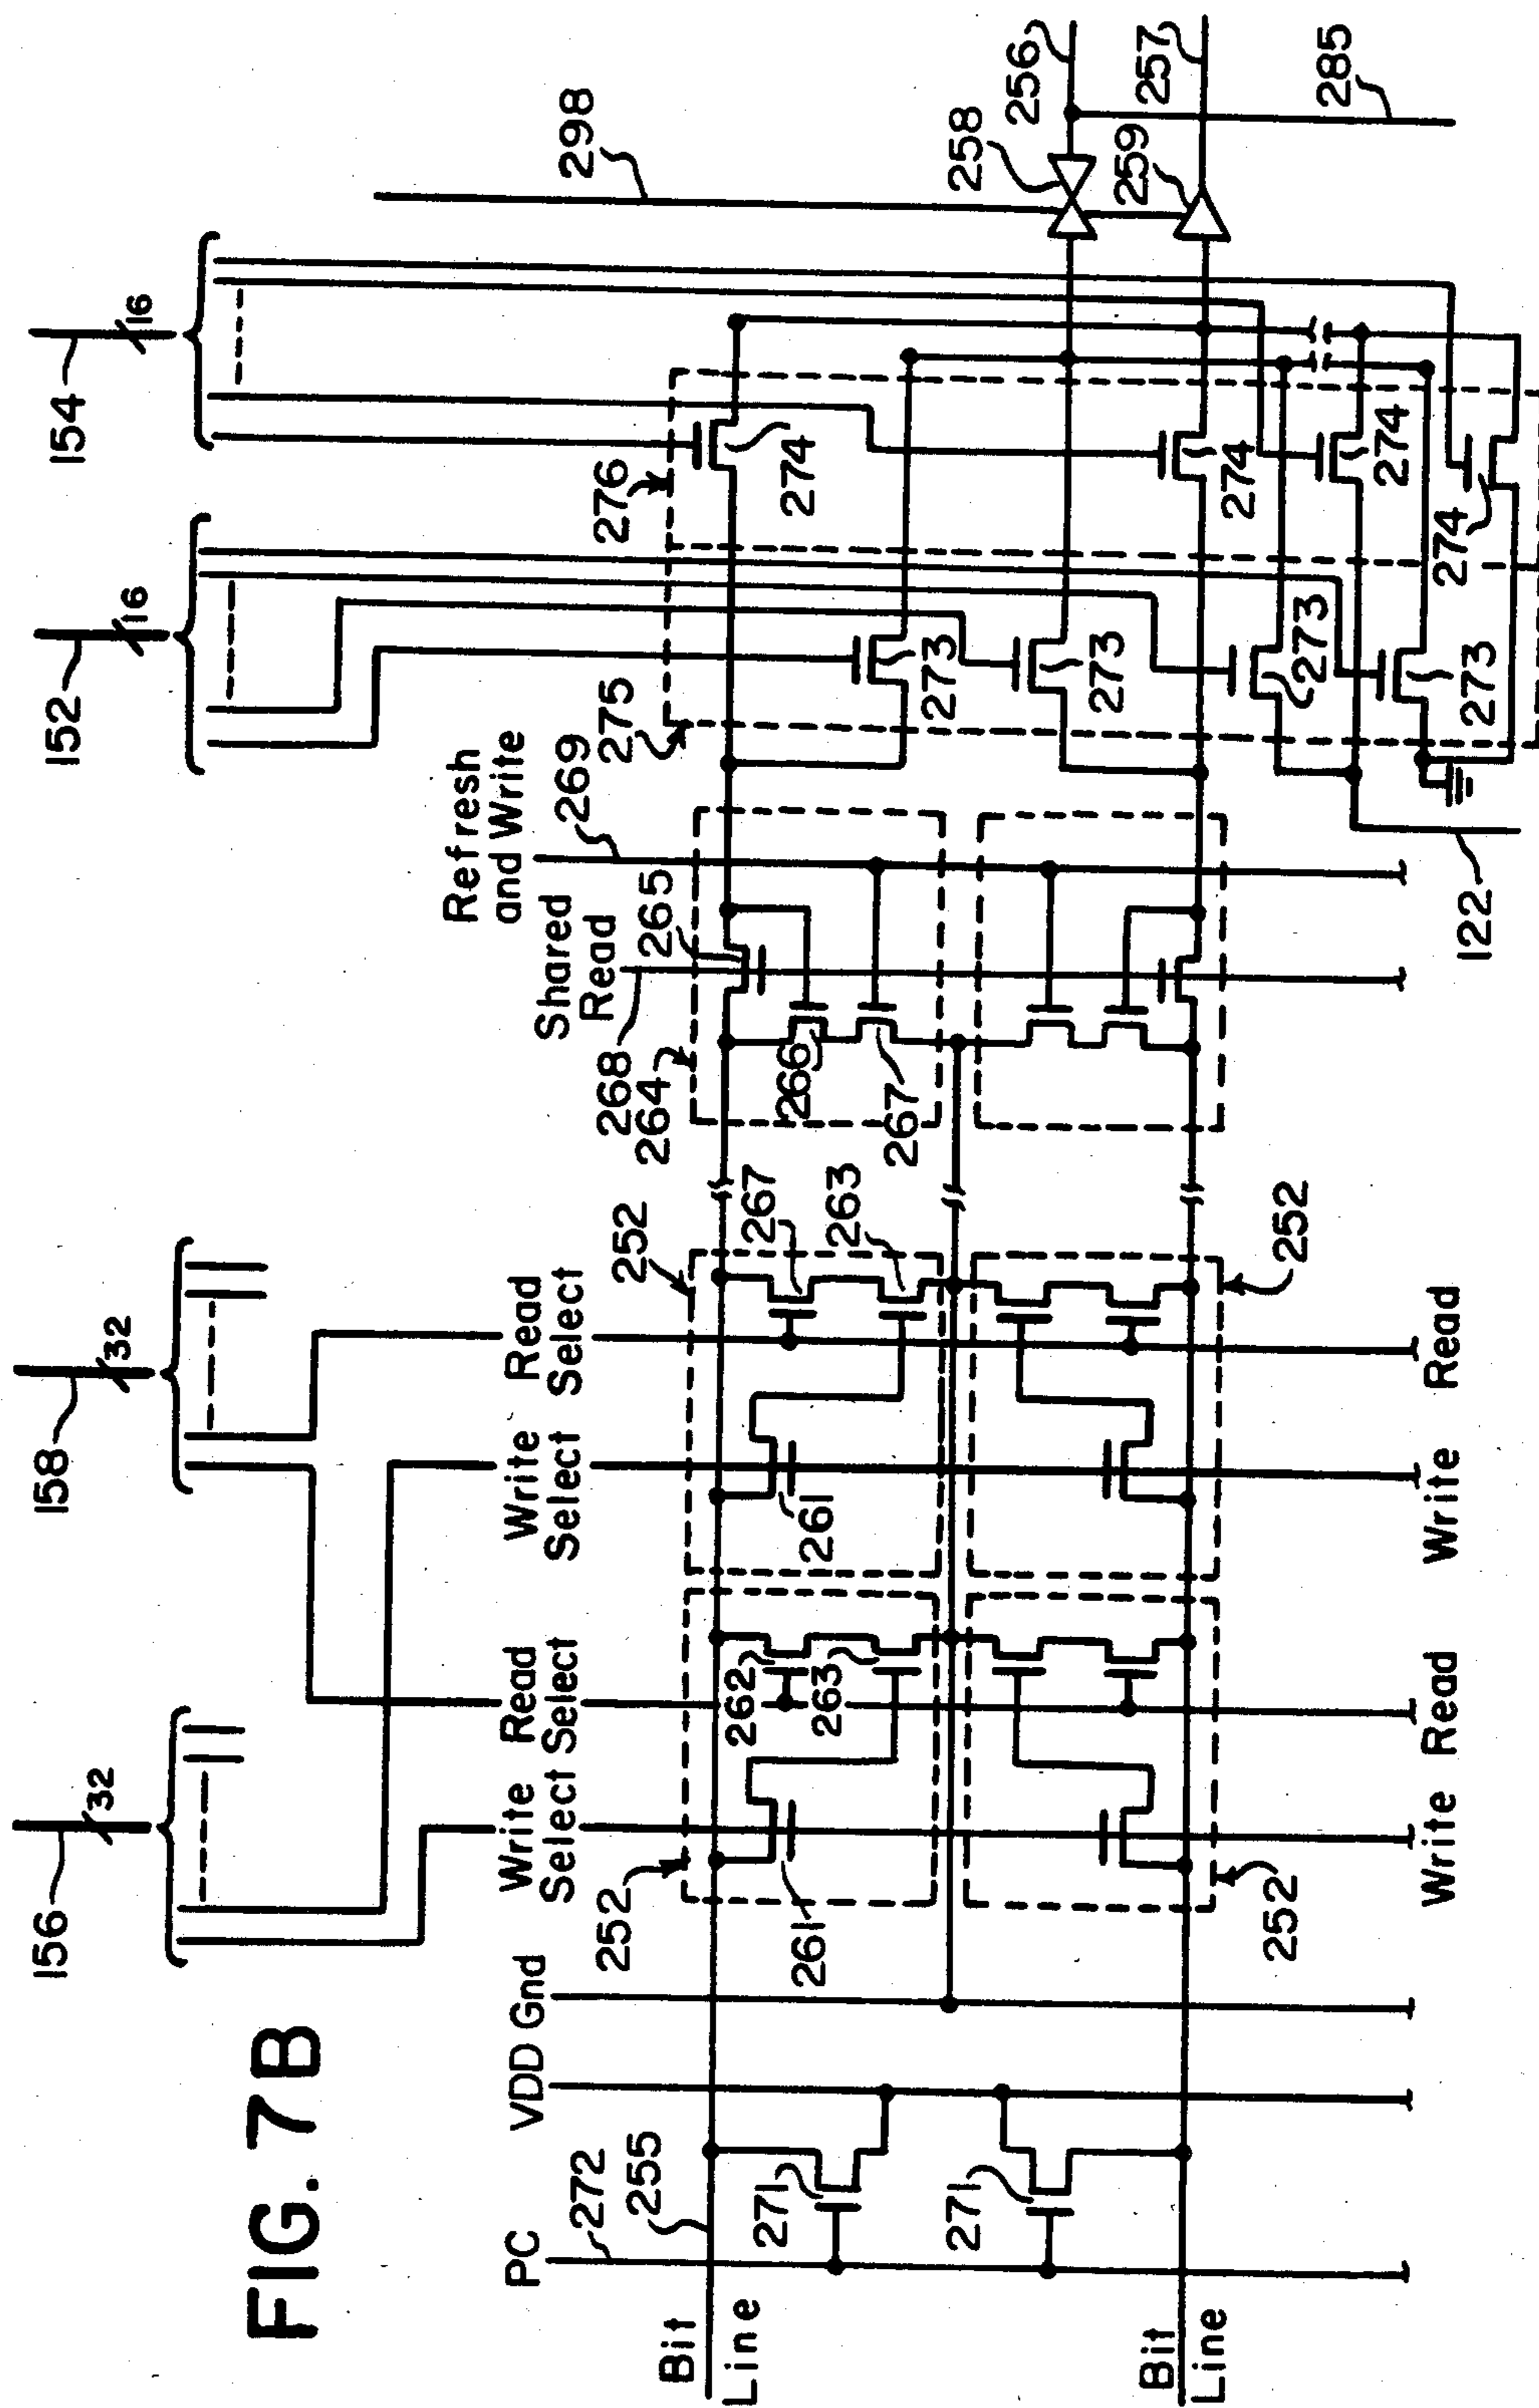 FIG. 7B
156
32
158
32
152
16
154
16
298
PC
272
255
VDD
Gnd
Write
Select
Read
Select
Write
Select
Read
Select
Shared
Read
268
264
Refresh
and Write
269
265
275
276
Bit
Line
Bit
Line
271
271
252
261
262
263
252
252
261
267
263
252
266
267
273
273
273
273
274
274
274
274
258
259
256
257
285
122
Write
Read
Write
Read